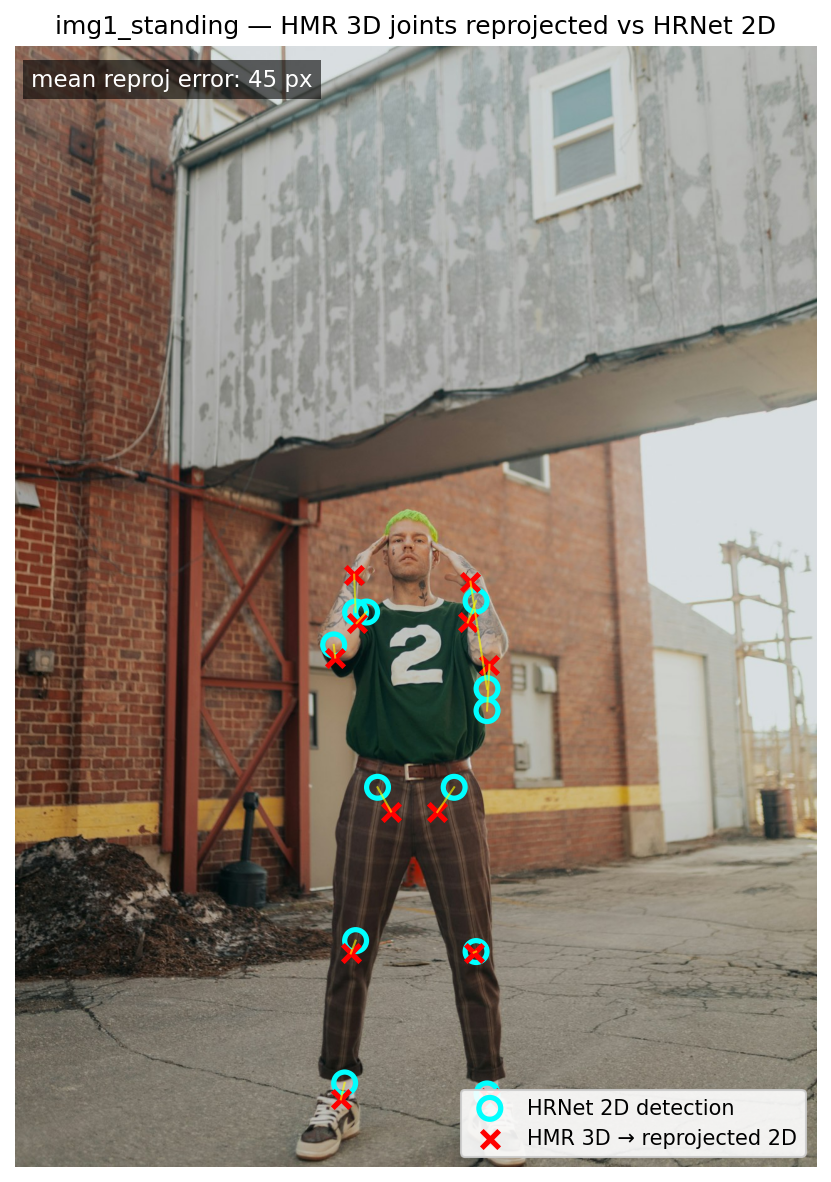 img1_standing — HMR 3D joints reprojected vs HRNet 2D
mean reproj error: 45 px
2
HRNet 2D detection
HMR 3D → reprojected 2D